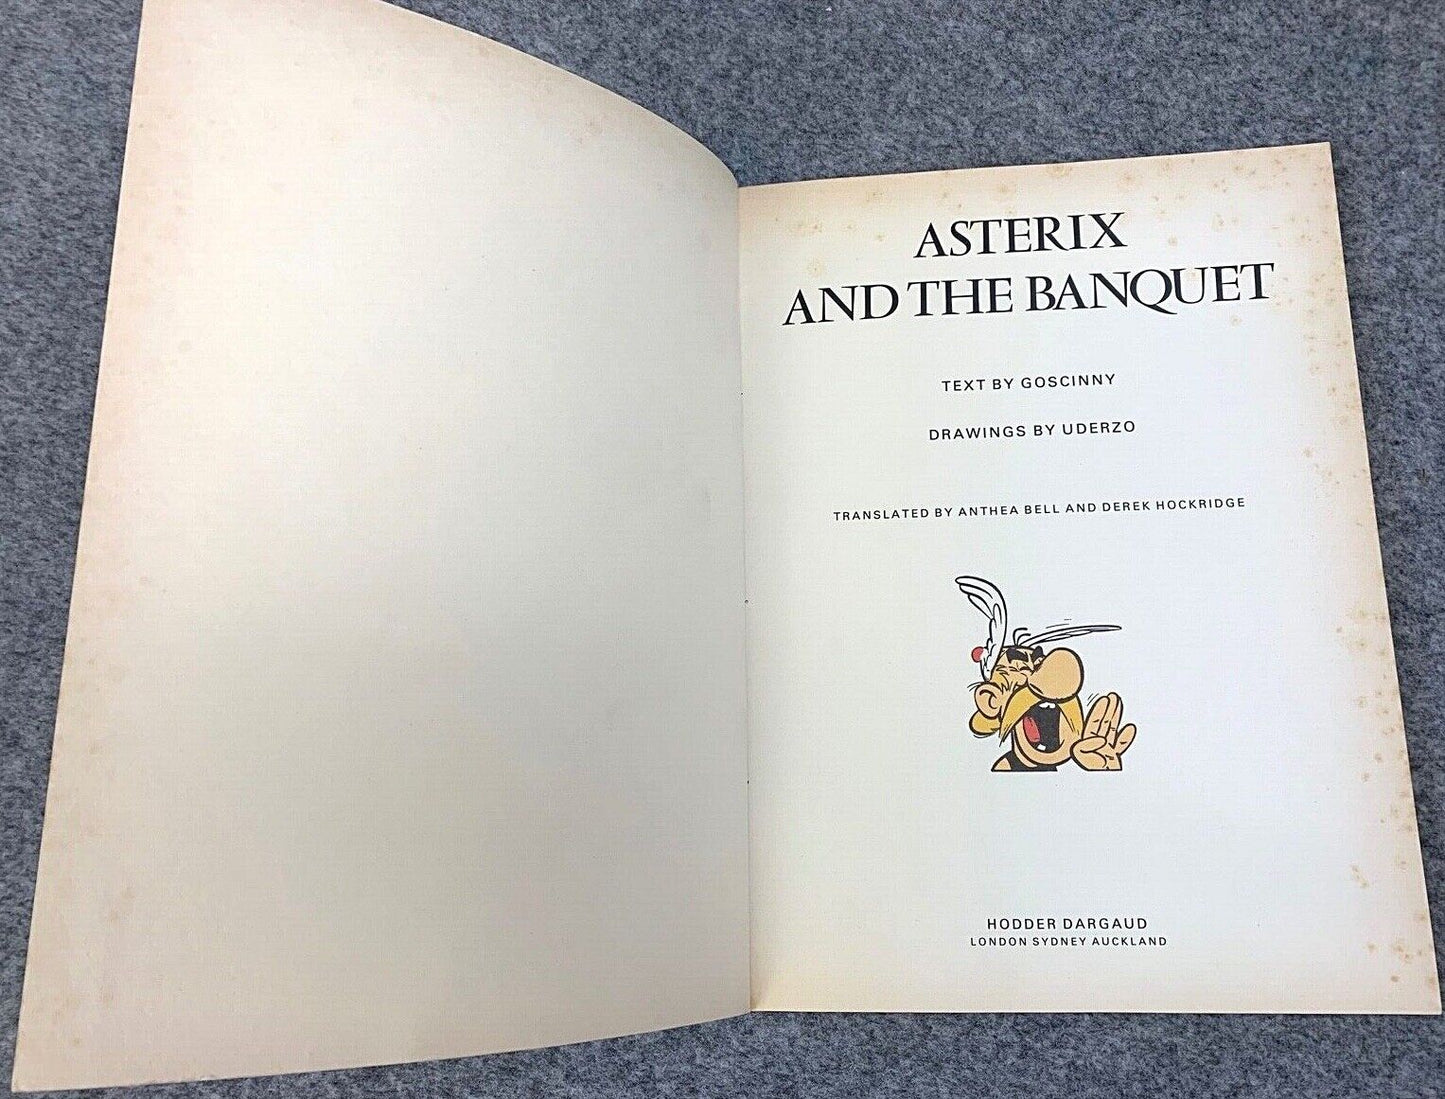 ASTERIX
AND THE BANQUET
TEXT BY GOSCINNY
DRAWINGS BY UDERZO
TRANSLATED BY ANTHEA BELL AND DEREK HOCKRIDGE
HODDER DARGAUD
LONDON SYDNEY AUCKLAND